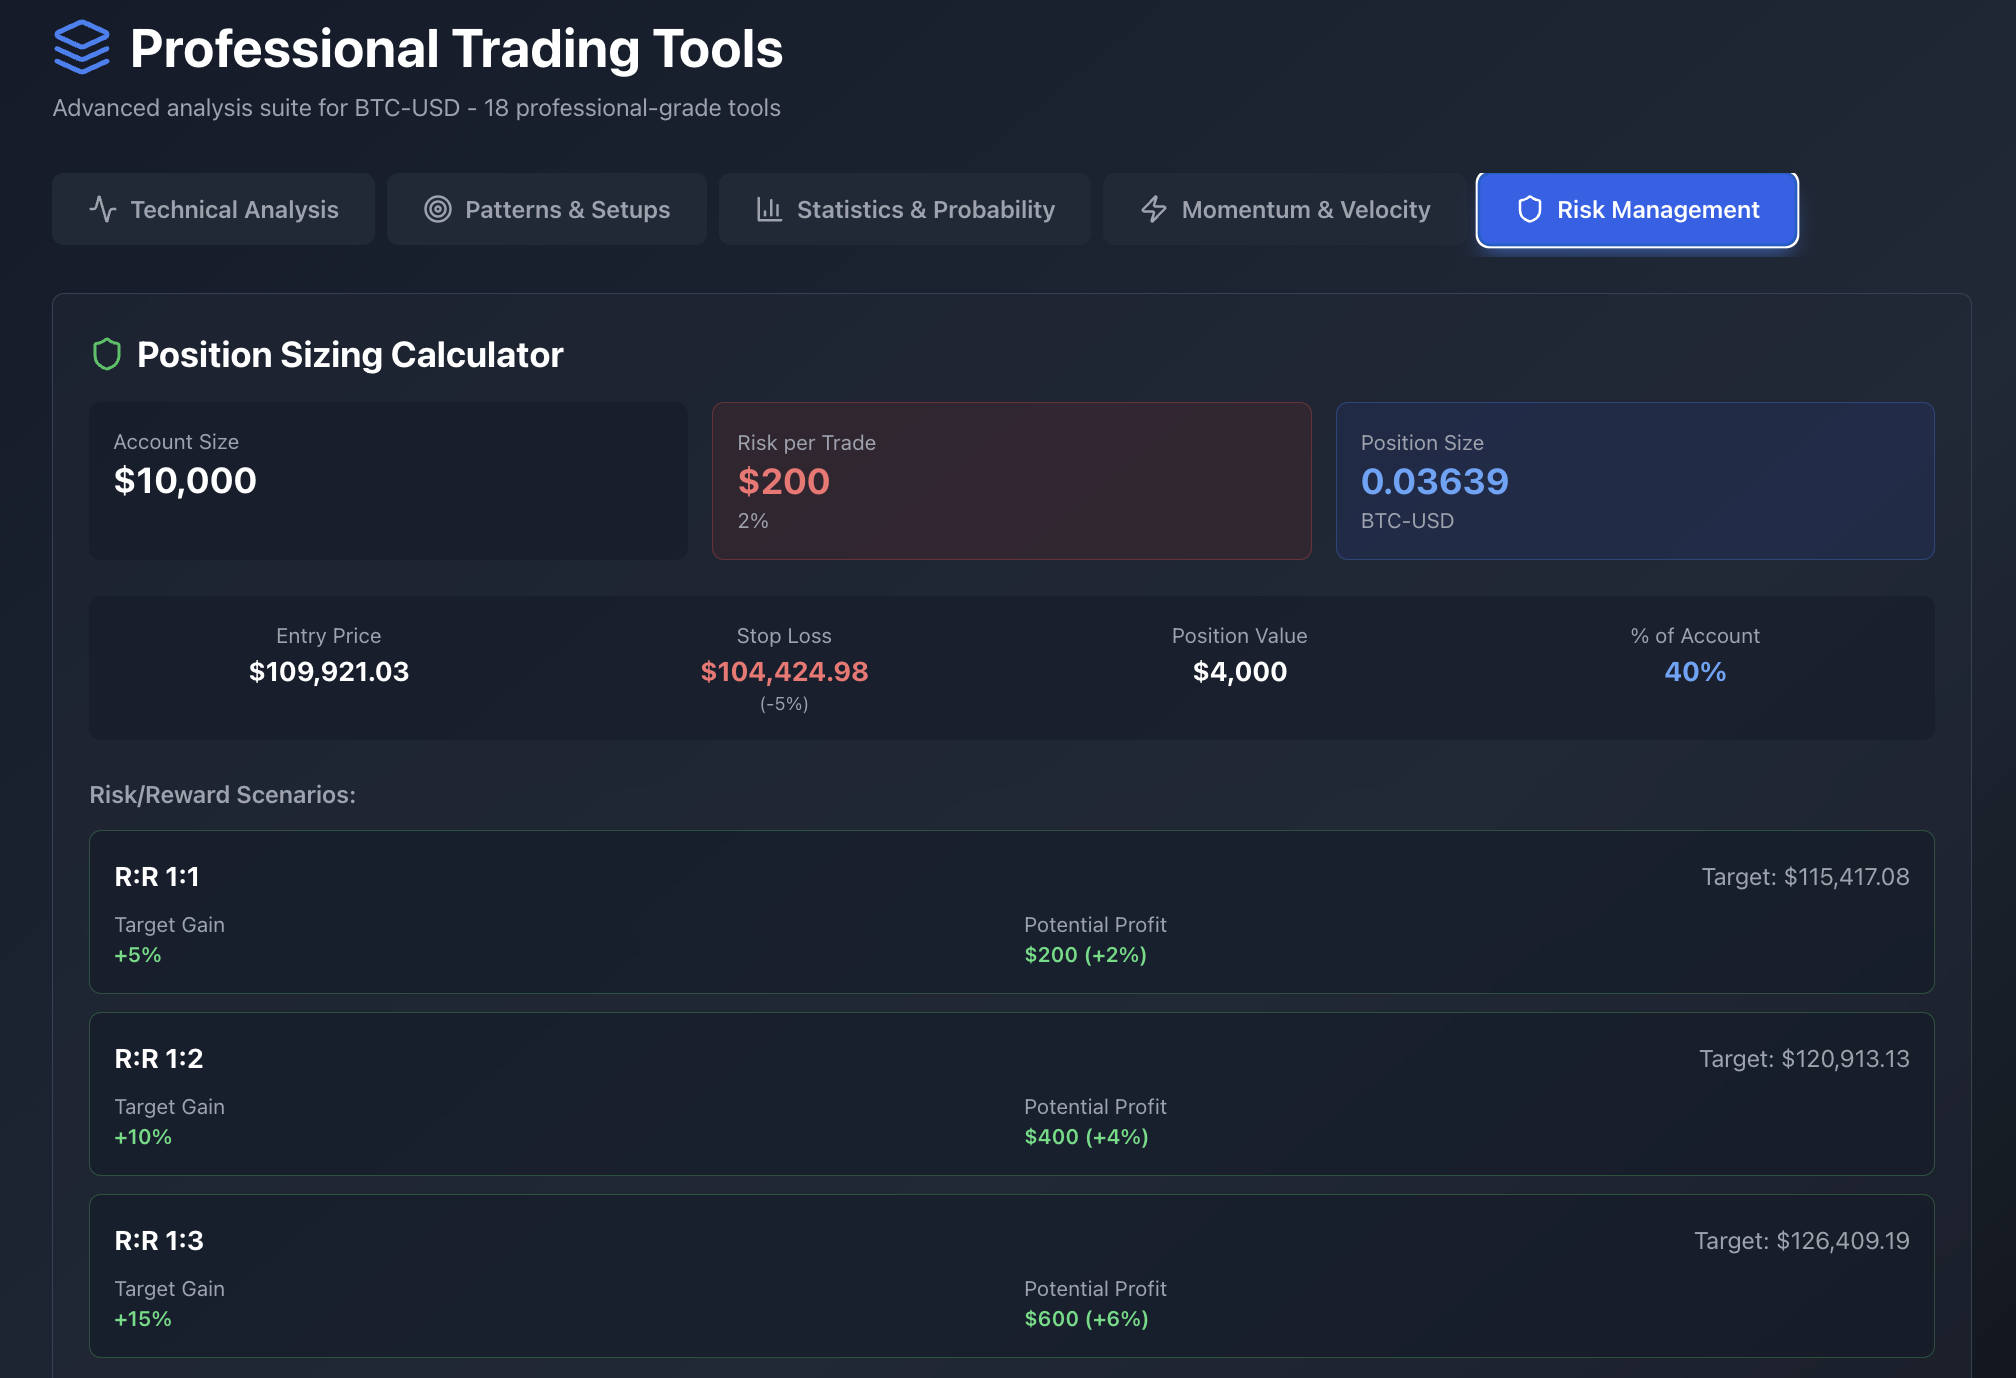 Professional Trading Tools
Advanced analysis suite for BTC-USD - 18 professional-grade tools
Technical Analysis
Patterns & Setups
Statistics & Probability
Momentum & Velocity
Risk Management
Position Sizing Calculator
Account Size
$10,000
Risk per Trade
$200
2%
Position Size
0.03639
BTC-USD
Entry Price
$109,921.03
Stop Loss
$104,424.98
(-5%)
Position Value
$4,000
% of Account
40%
Risk/Reward Scenarios:
R:R 1:1
Target: $115,417.08
Target Gain
+5%
Potential Profit
$200 (+2%)
R:R 1:2
Target: $120,913.13
Target Gain
+10%
Potential Profit
$400 (+4%)
R:R 1:3
Target: $126,409.19
Target Gain
+15%
Potential Profit
$600 (+6%)